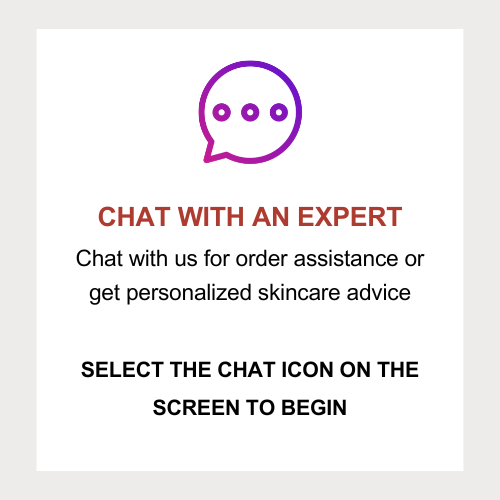 CHAT WITH AN EXPERT
Chat with us for order assistance or
get personalized skincare advice
SELECT THE CHAT ICON ON THE
SCREEN TO BEGIN